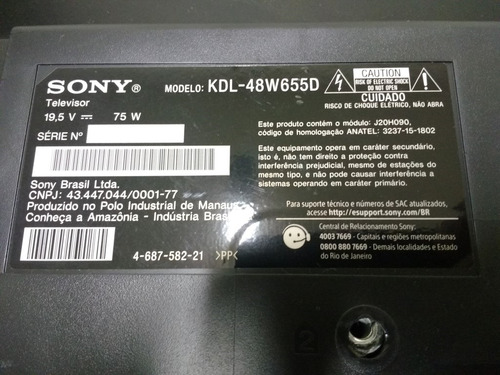 SONY®
Televisor
MODELO: KDL-48W655D
19,5 V ⎓ 75 W
SÉRIE Nº
CAUTION
RISK OF ELECTRIC SHOCK
DO NOT OPEN
CUIDADO
RISCO DE CHOQUE ELÉTRICO, NÃO ABRA
Este produto contém o módulo: J20H090,
código de homologação ANATEL: 3237-15-1802
Este equipamento opera em caráter secundário,
isto é, não tem direito a proteção contra
interferência prejudicial, mesmo de estações do
mesmo tipo, e não pode causar interferência a
sistemas operando em caráter primário.
Sony Brasil Ltda.
CNPJ: 43.447.044/0001-77
Produzido no Polo Industrial de Manaus
Conheça a Amazônia - Indústria
Para suporte técnico e números de SAC atualizados,
acesse http://esupport.sony.com/BR
Central de Relacionamento Sony:
4003 7669 - Capitais e regiões metropolitanas
0800 880 7669 - Demais localidades e Estado
do Rio de Janeiro
4-687-582-21 >PP<
2